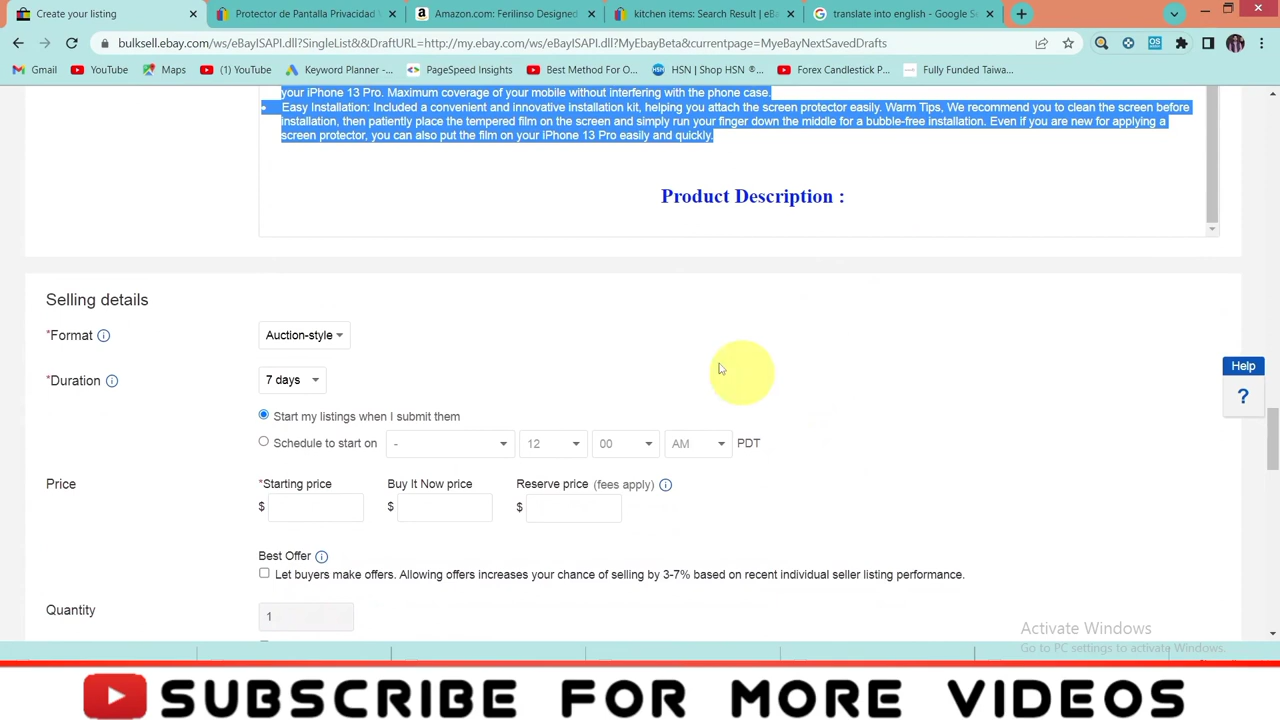 Create your listing
Protector de Pantalla Privacidad
Amazon.com: Ferilinso Designed
kitchen items: Search Result | eBa
translate into english - Google Se
bulksell.ebay.com/ws/eBayISAPI.dll?SingleList&&DraftURL=http://my.ebay.com/ws/eBayISAPI.dll?MyEbayBeta&currentpage=MyeBayNextSavedDrafts
Gmail
YouTube
Maps
(1) YouTube
Keyword Planner -...
PageSpeed Insights
Best Method For O...
HSN | Shop HSN ®...
Forex Candlestick P...
Fully Funded Taiwa...
your iPhone 13 Pro. Maximum coverage of your mobile without interfering with the phone case.
• Easy Installation: Included a convenient and innovative installation kit, helping you attach the screen protector easily. Warm Tips, We recommend you to clean the screen before
installation, then patiently place the tempered film on the screen and simply run your finger down the middle for a bubble-free installation. Even if you are new for applying a
screen protector, you can also put the film on your iPhone 13 Pro easily and quickly.
Product Description :
Selling details
*Format
Auction-style
*Duration
7 days
Start my listings when I submit them
Schedule to start on - 12 00 AM PDT
Price
*Starting price
Buy It Now price
Reserve price (fees apply)
$ $ $
Best Offer
Let buyers make offers. Allowing offers increases your chance of selling by 3-7% based on recent individual seller listing performance.
Quantity
1
Help
?
Activate Windows
Go to PC settings to activate Windows.
SUBSCRIBE FOR MORE VIDEOS